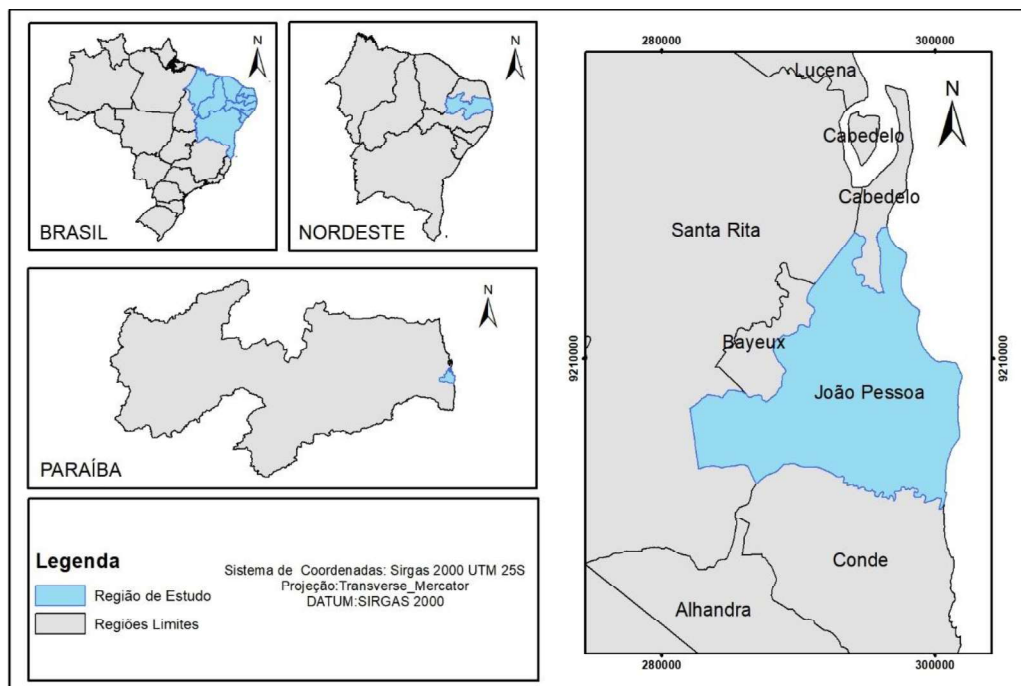 N
BRASIL
N
NORDESTE
N
PARAÍBA
Legenda
Região de Estudo
Regiões Limites
Sistema de Coordenadas: Sirgas 2000 UTM 25S
Projeção:Transverse_Mercator
DATUM:SIRGAS 2000
280000
300000
Lucena
N
Cabedelo
Cabedelo
Santa Rita
Bayeux
9210000
9210000
João Pessoa
Conde
Alhandra
280000
300000